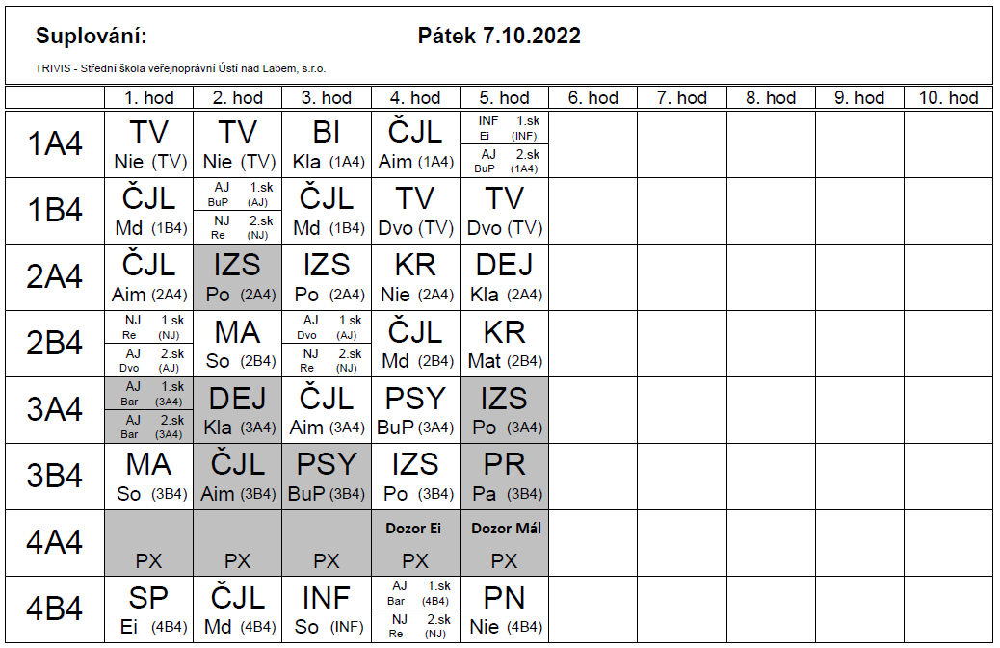 Suplování: Pátek 7.10.2022
TRIVIS - Střední škola veřejnoprávní Ústí nad Labem, s.r.o.
1. hod 2. hod 3. hod 4. hod 5. hod 6. hod 7. hod 8. hod 9. hod 10. hod
1A4 TV TV BI ČJL INF 1.sk
Ei (INF)
Nie (TV) Nie (TV) Kla (1A4) Aim (1A4) AJ 2.sk
BuP (1A4)
1B4 ČJL AJ 1.sk ČJL TV TV
BuP (AJ)
Md (1B4) NJ 2.sk Md (1B4) Dvo (TV) Dvo (TV)
Re (NJ)
2A4 ČJL IZS IZS KR DEJ
Aim (2A4) Po (2A4) Po (2A4) Nie (2A4) Kla (2A4)
2B4 NJ 1.sk MA AJ 1.sk ČJL KR
Re (NJ) Dvo (AJ)
AJ 2.sk So (2B4) NJ 2.sk Md (2B4) Mat (2B4)
Dvo (AJ) Re (NJ)
3A4 AJ 1.sk DEJ ČJL PSY IZS
Bar (3A4)
AJ 2.sk Kla (3A4) Aim (3A4) BuP (3A4) Po (3A4)
Bar (3A4)
3B4 MA ČJL PSY IZS PR
So (3B4) Aim (3B4) BuP (3B4) Po (3B4) Pa (3B4)
4A4 Dozor Ei Dozor Mál
PX PX PX PX PX
4B4 SP ČJL INF AJ 1.sk PN
Bar (4B4)
Ei (4B4) Md (4B4) So (INF) NJ 2.sk Nie (4B4)
Re (NJ)